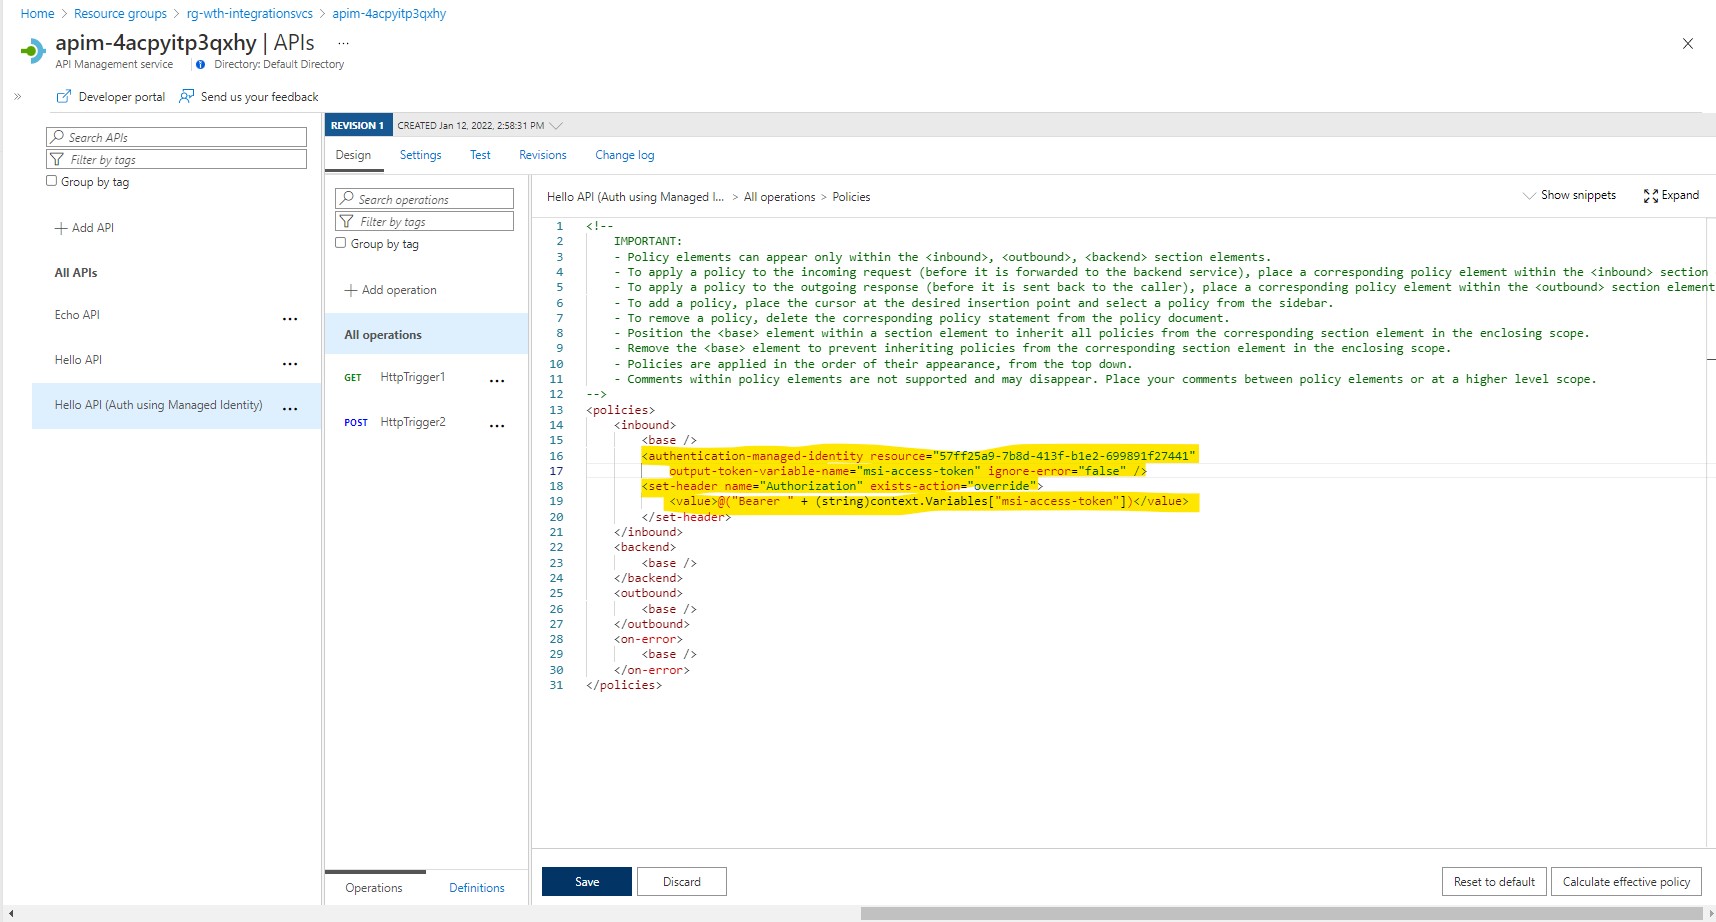 Home > Resource groups > rg-wth-integrationsvcs > apim-4acpyitp3qxhy
apim-4acpyitp3qxhy | APIs ...
API Management service
Directory: Default Directory
Developer portal
Send us your feedback
Search APIs
Filter by tags
Group by tag
+ Add API
All APIs
Echo API ...
Hello API ...
Hello API (Auth using Managed Identity) ...
REVISION 1 CREATED Jan 12, 2022, 2:58:31 PM
Design Settings Test Revisions Change log
Search operations
Filter by tags
Group by tag
+ Add operation
All operations
GET HttpTrigger1 ...
POST HttpTrigger2 ...
Operations Definitions
Hello API (Auth using Managed I... > All operations > Policies
Show snippets
Expand
1 <!--
2 IMPORTANT:
3 - Policy elements can appear only within the <inbound>, <outbound>, <backend> section elements.
4 - To apply a policy to the incoming request (before it is forwarded to the backend service), place a corresponding policy element within the <inbound> section
5 - To apply a policy to the outgoing response (before it is sent back to the caller), place a corresponding policy element within the <outbound> section element
6 - To add a policy, place the cursor at the desired insertion point and select a policy from the sidebar.
7 - To remove a policy, delete the corresponding policy statement from the policy document.
8 - Position the <base> element within a section element to inherit all policies from the corresponding section element in the enclosing scope.
9 - Remove the <base> element to prevent inheriting policies from the corresponding section element in the enclosing scope.
10 - Policies are applied in the order of their appearance, from the top down.
11 - Comments within policy elements are not supported and may disappear. Place your comments between policy elements or at a higher level scope.
12 -->
13 <policies>
14 <inbound>
15 <base />
16 <authentication-managed-identity resource="57ff25a9-7b8d-413f-b1e2-699891f27441"
17 output-token-variable-name="msi-access-token" ignore-error="false" />
18 <set-header name="Authorization" exists-action="override">
19 <value>@("Bearer " + (string)context.Variables["msi-access-token"])</value>
20 </set-header>
21 </inbound>
22 <backend>
23 <base />
24 </backend>
25 <outbound>
26 <base />
27 </outbound>
28 <on-error>
29 <base />
30 </on-error>
31 </policies>
Save
Discard
Reset to default
Calculate effective policy